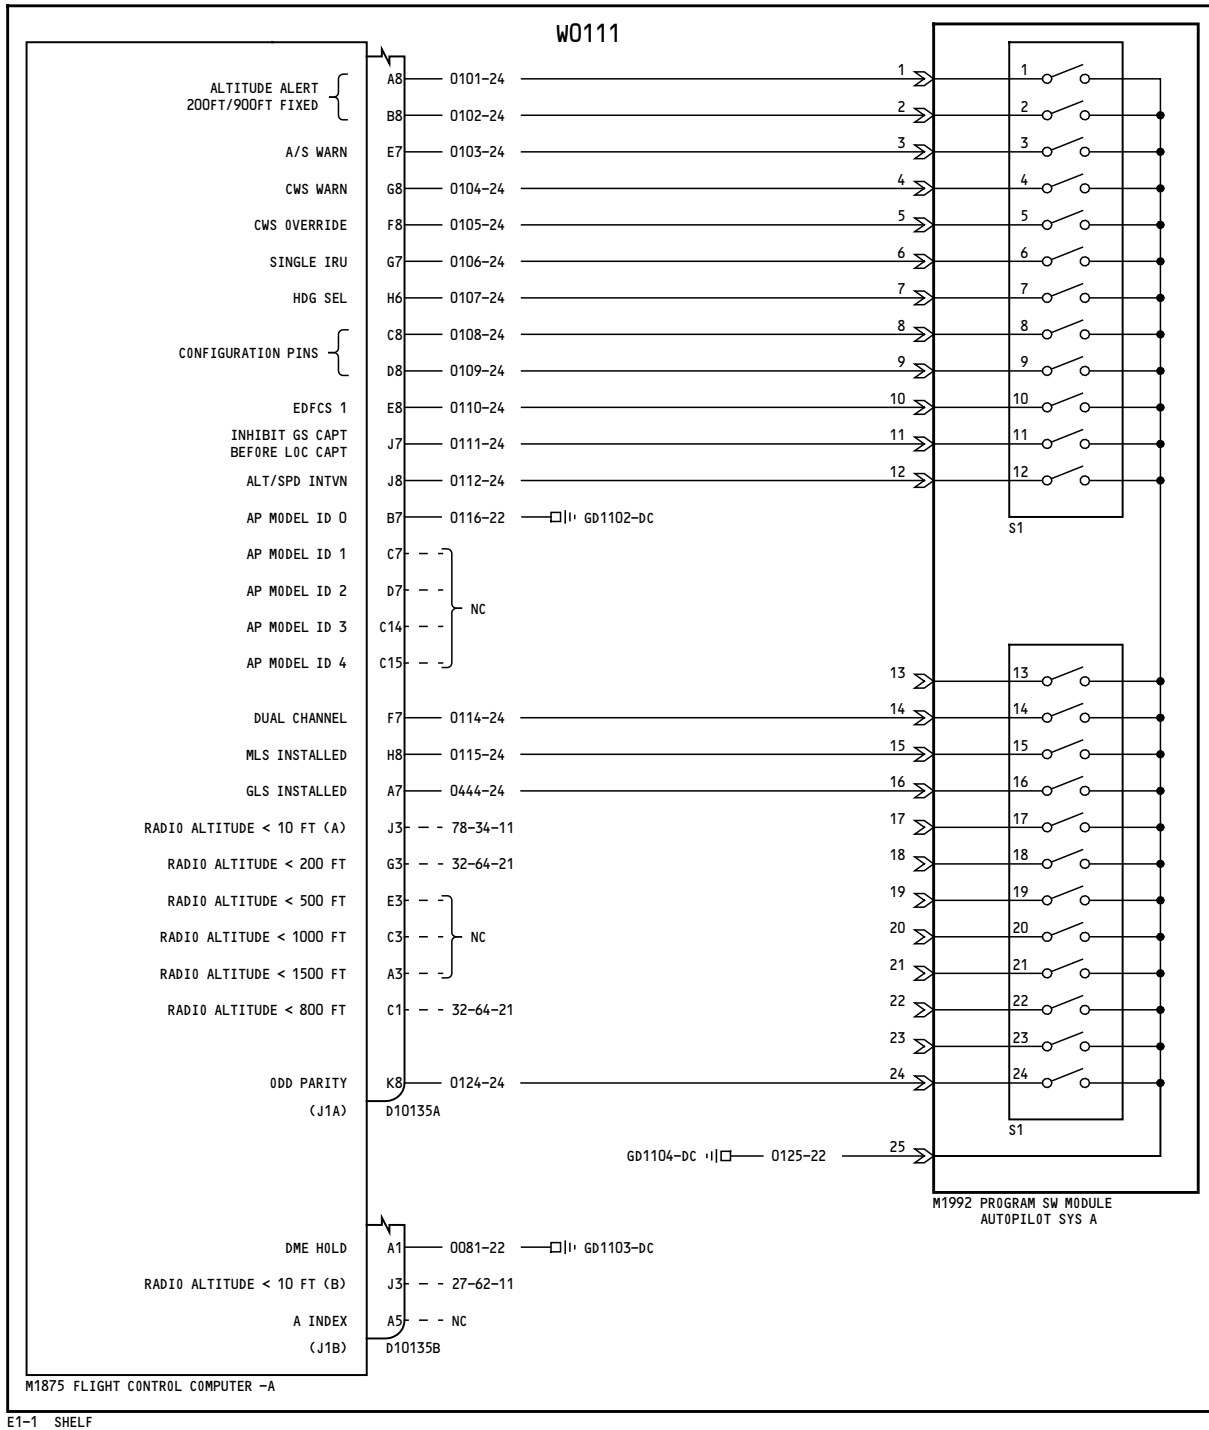 W0111
ALTITUDE ALERT
200FT/900FT FIXED
A8 0101-24 1 1
B8 0102-24 2 2
A/S WARN E7 0103-24 3 3
CWS WARN G8 0104-24 4 4
CWS OVERRIDE F8 0105-24 5 5
SINGLE IRU G7 0106-24 6 6
HDG SEL H6 0107-24 7 7
C8 0108-24 8 8
CONFIGURATION PINS
D8 0109-24 9 9
EDFCS 1 E8 0110-24 10 10
INHIBIT GS CAPT
BEFORE LOC CAPT
J7 0111-24 11 11
ALT/SPD INTVN J8 0112-24 12 12
AP MODEL ID 0 B7 0116-22 GD1102-DC
S1
AP MODEL ID 1 C7
AP MODEL ID 2 D7
NC
AP MODEL ID 3 C14
AP MODEL ID 4 C15
13 13
DUAL CHANNEL F7 0114-24 14 14
MLS INSTALLED H8 0115-24 15 15
GLS INSTALLED A7 0444-24 16 16
RADIO ALTITUDE < 10 FT (A) J3 78-34-11 17 17
RADIO ALTITUDE < 200 FT G3 32-64-21 18 18
RADIO ALTITUDE < 500 FT E3 19 19
RADIO ALTITUDE < 1000 FT C3 NC 20 20
RADIO ALTITUDE < 1500 FT A3 21 21
RADIO ALTITUDE < 800 FT C1 32-64-21 22 22
23 23
ODD PARITY K8 0124-24 24 24
(J1A) D10135A
S1
GD1104-DC 0125-22 25
M1992 PROGRAM SW MODULE
AUTOPILOT SYS A
DME HOLD A1 0081-22 GD1103-DC
RADIO ALTITUDE < 10 FT (B) J3 27-62-11
A INDEX A5 NC
(J1B) D10135B
M1875 FLIGHT CONTROL COMPUTER -A
E1-1 SHELF